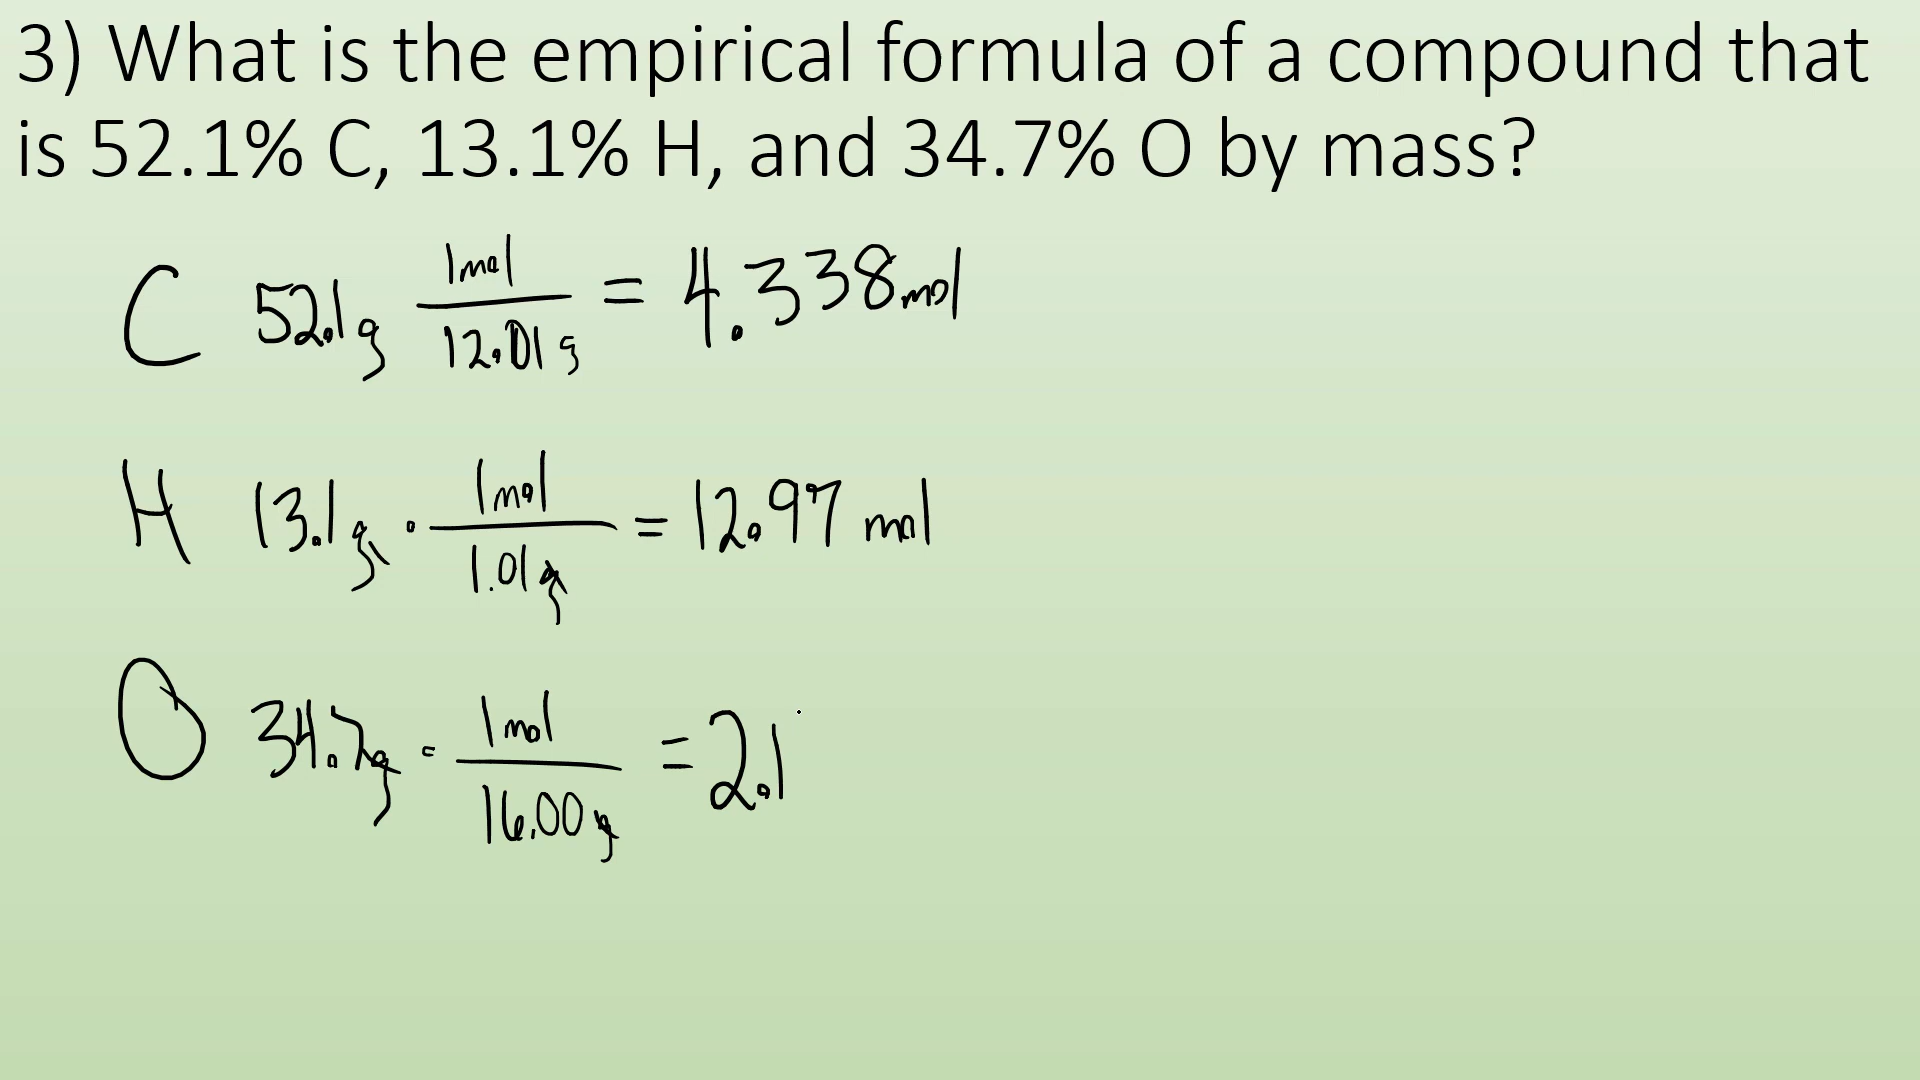 3) What is the empirical formula of a compound that
is 52.1% C, 13.1% H, and 34.7% O by mass?
C 52.1g 1mol / 12.01g = 4.338mol
H 13.1g · 1mol / 1.01g = 12.97 mol
O 34.7g · 1mol / 16.00g = 2.1